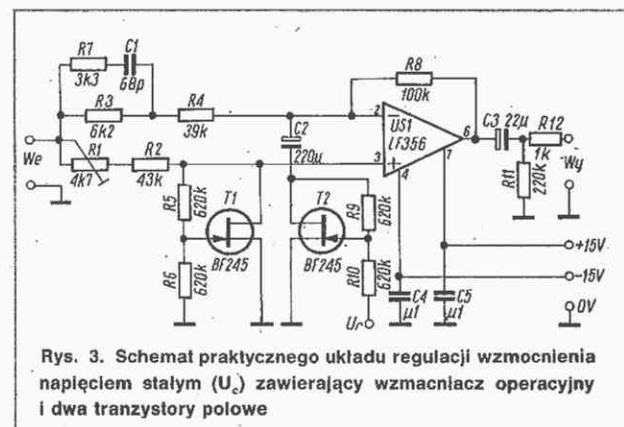 R7
3k3
C1
68p
R3
6k2
R4
39k
R8
100k
We
R1
4k7
R2
43k
C2
220µ
2
3
US1
LF356
6
7
4
C3 22µ
R12
1k
R11
220k
Wy
R5
620k
T1
BF245
R6
620k
T2
BF245
R9
620k
R10
620k
Uc
C4
µ1
C5
µ1
+15V
-15V
0V
Rys. 3. Schemat praktycznego układu regulacji wzmocnienia
napięciem stałym (Uc) zawierający wzmacniacz operacyjny
i dwa tranzystory polowe